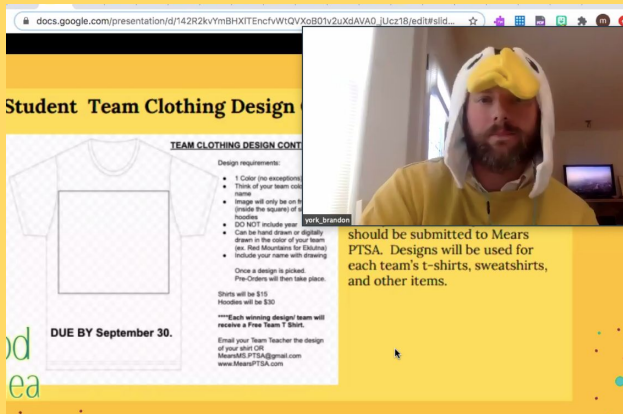 docs.google.com/presentation/d/142R2kvYmBHXlTEncfvWtQVXoB01v2uXdAVA0_jUcz18/edit#slid...
Student Team Clothing Design
TEAM CLOTHING DESIGN CONT
Design requirements:
1 Color (no exceptions)
Think of your team
name
Image will only be on
(inside the square) of
hoodies
DO NOT include year
Can be hand drawn or digitally
drawn in the color of your team
(ex. Red Mountains for Eklutna)
Include your name with drawing
Once a design is picked.
Pre-Orders will then take place.
Shirts will be $15
Hoodies will be $30
****Each winning design/ team will
receive a Free Team T Shirt.
Email your Team Teacher the design
of your shirt OR
MearsMS.PTSA@gmail.com
www.MearsPTSA.com
DUE BY September 30.
york_brandon
should be submitted to Mears
PTSA. Designs will be used for
each team's t-shirts, sweatshirts,
and other items.
od
ea